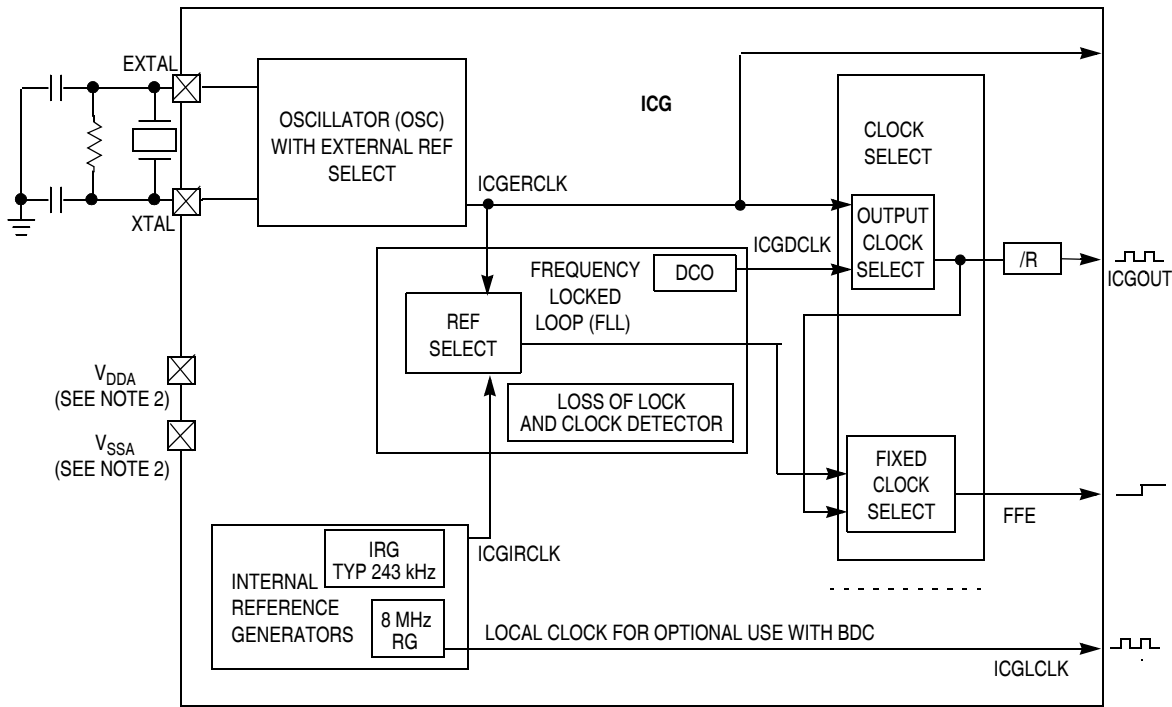 EXTAL
XTAL
OSCILLATOR (OSC)
WITH EXTERNAL REF
SELECT
ICG
ICGERCLK
CLOCK
SELECT
OUTPUT
CLOCK
SELECT
ICGDCLK
/R
ICGOUT
FREQUENCY
LOCKED
LOOP (FLL)
DCO
REF
SELECT
LOSS OF LOCK
AND CLOCK DETECTOR
VDDA
(SEE NOTE 2)
VSSA
(SEE NOTE 2)
FIXED
CLOCK
SELECT
FFE
ICGIRCLK
IRG
TYP 243 kHz
INTERNAL
REFERENCE
GENERATORS
8 MHz
RG
LOCAL CLOCK FOR OPTIONAL USE WITH BDC
ICGLCLK